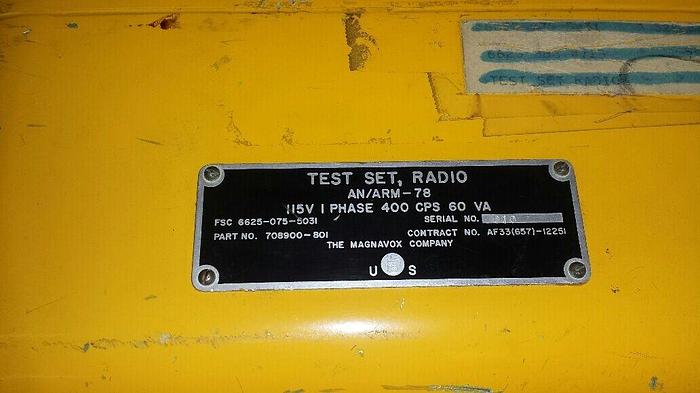 TEST SET RADIO
TEST SET, RADIO
AN/ARM-78
115V 1 PHASE 400 CPS 60 VA
FSC 6625-075-5031 SERIAL NO.
PART NO. 708900-801 CONTRACT NO. AF33(657)-12251
THE MAGNAVOX COMPANY
U S